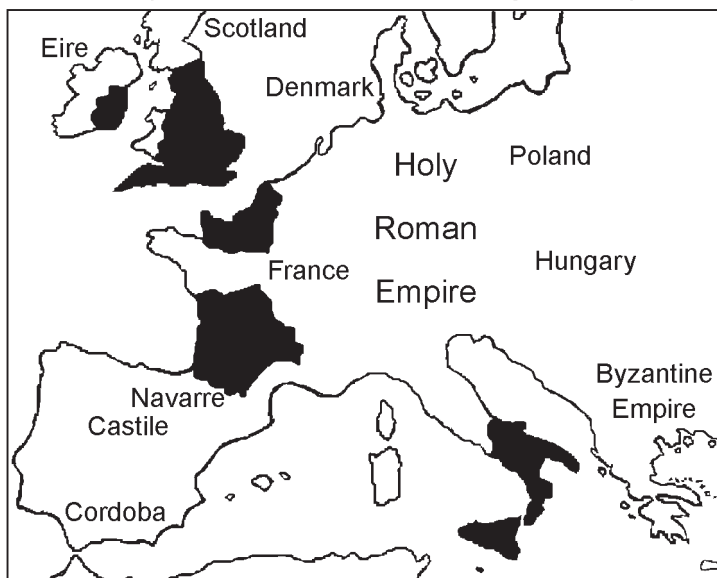 Scotland
Eire
Denmark
Holy
Poland
Roman
Hungary
France
Empire
Byzantine
Empire
Navarre
Castile
Cordoba